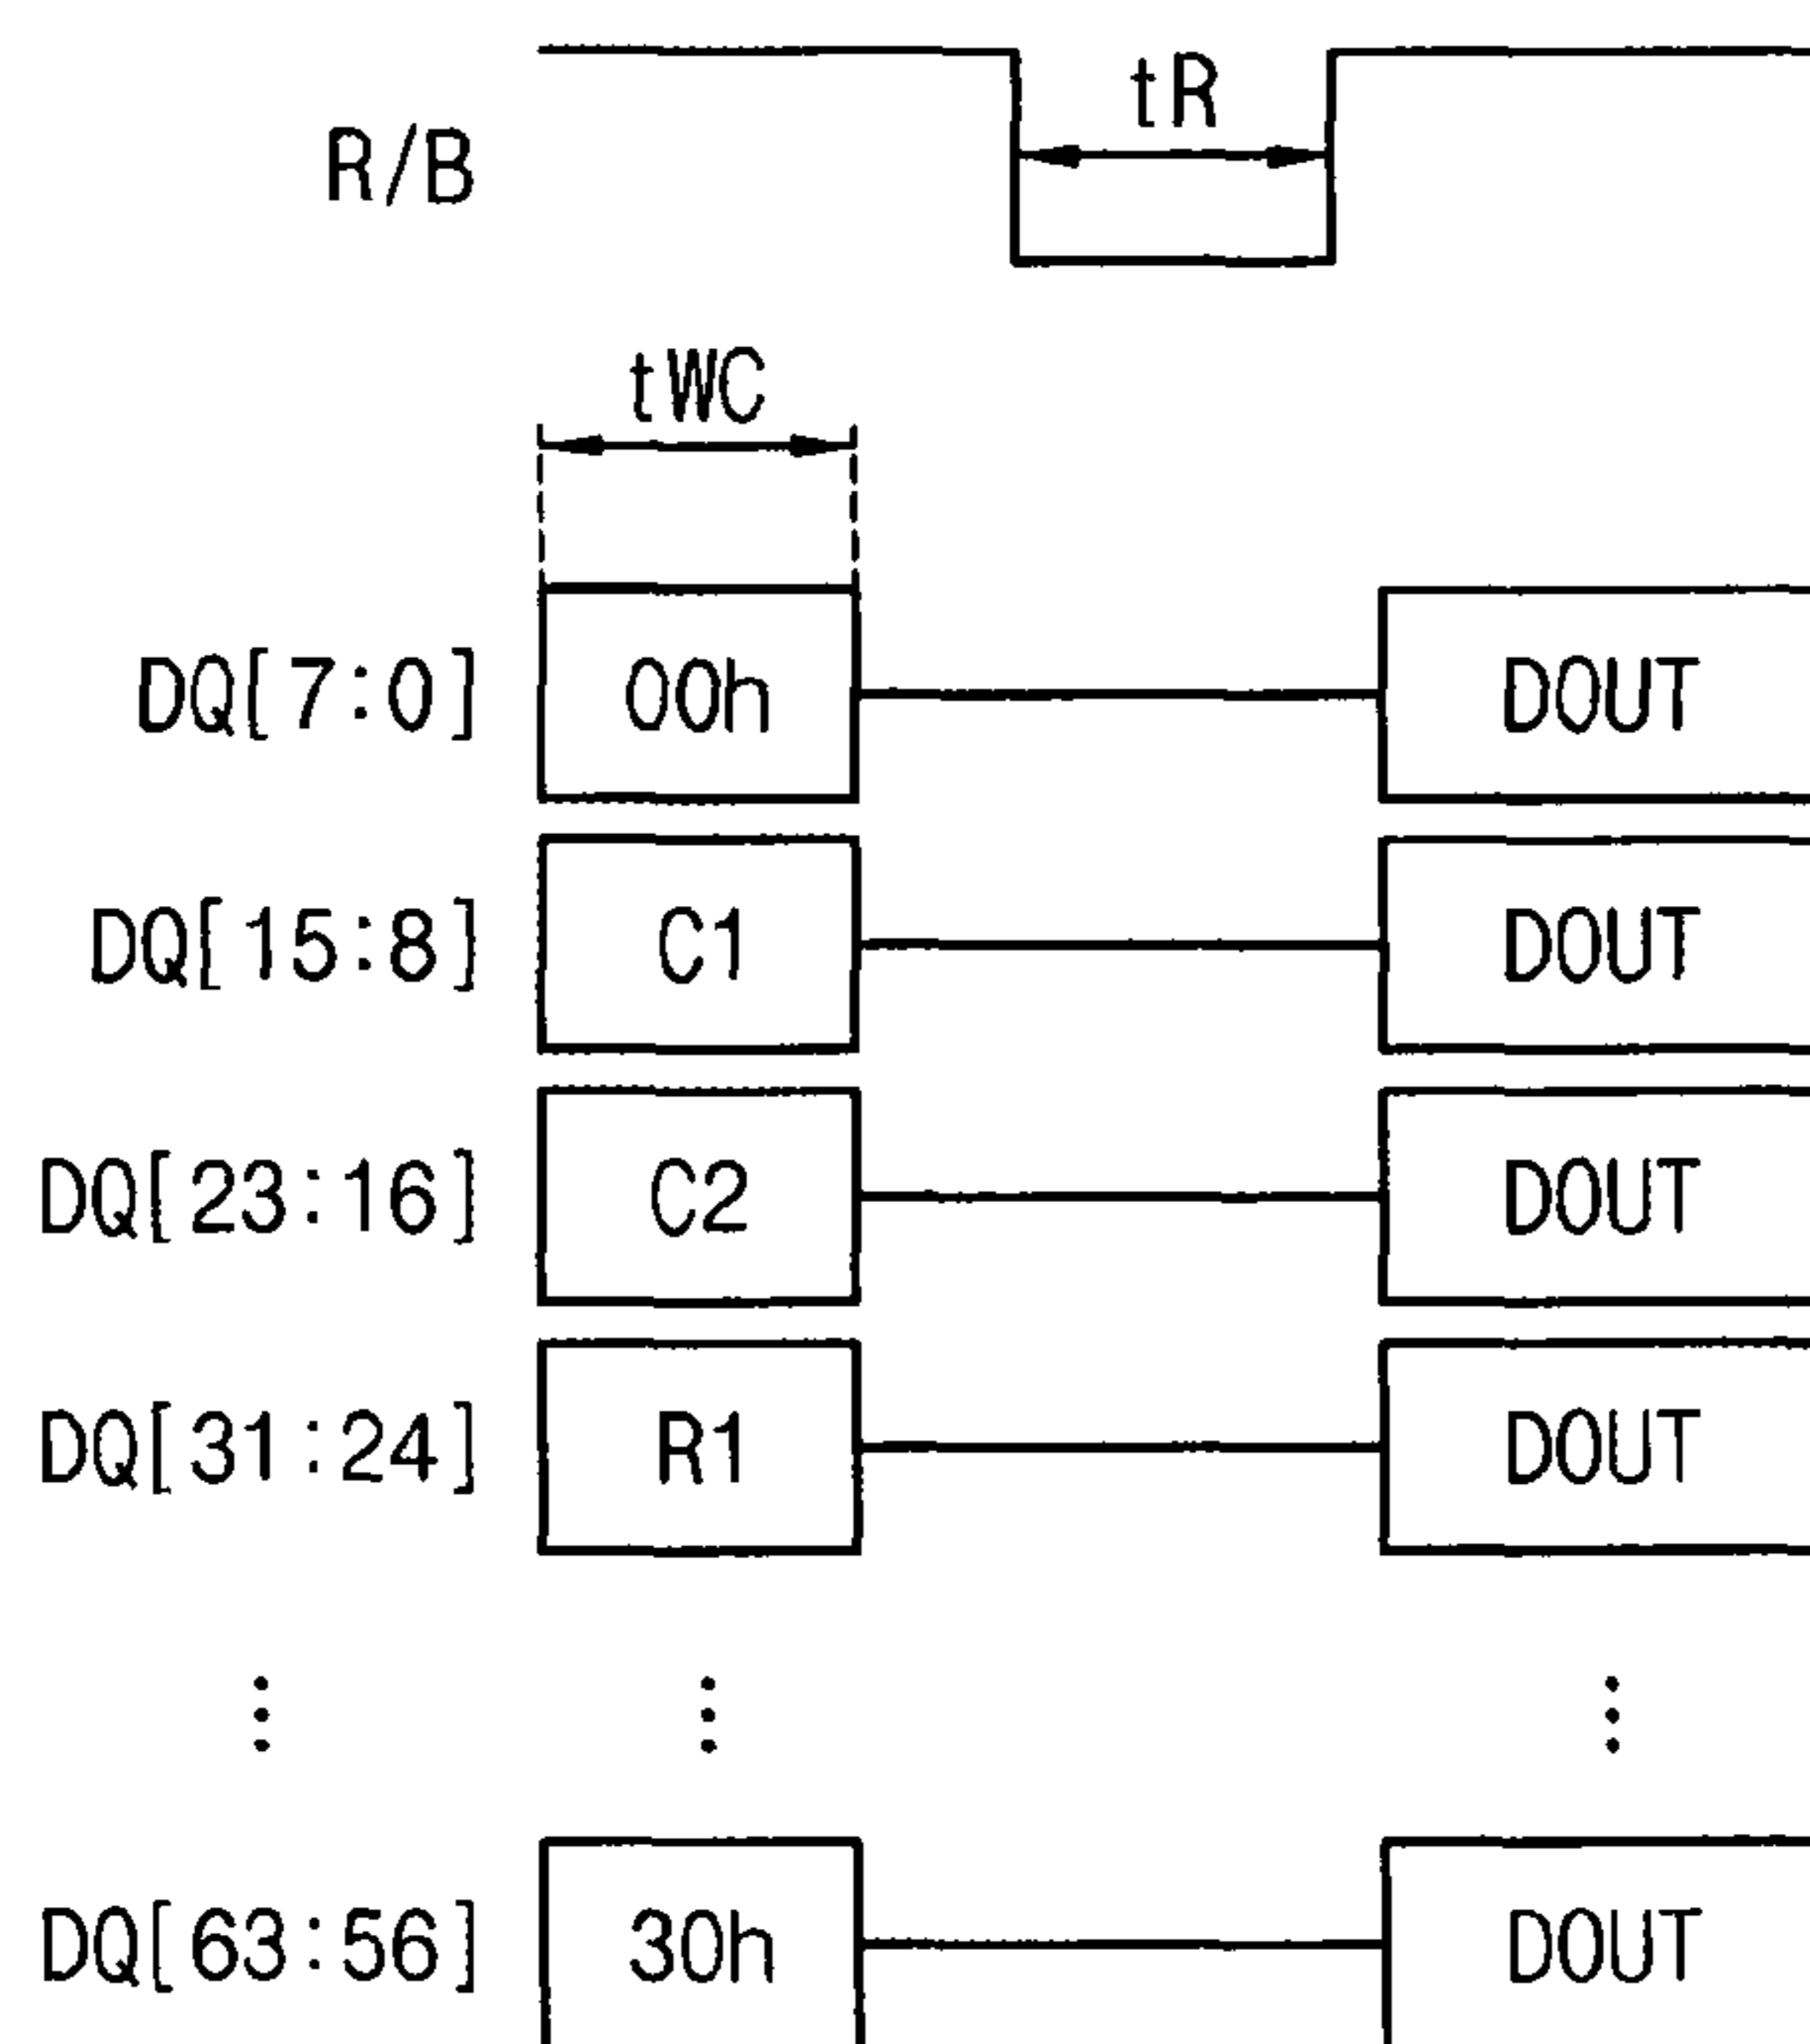 tR
R/B
tWC
DQ[7:0] 00h DOUT
DQ[15:8] C1 DOUT
DQ[23:16] C2 DOUT
DQ[31:24] R1 DOUT
DQ[63:56] 30h DOUT